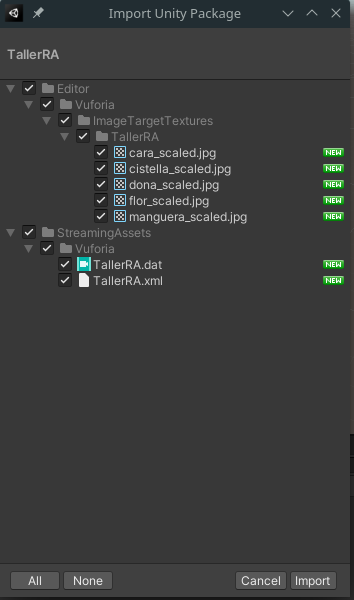 Import Unity Package
TallerRA
Editor
Vuforia
ImageTargetTextures
TallerRA
cara_scaled.jpg NEW
cistella_scaled.jpg NEW
dona_scaled.jpg NEW
flor_scaled.jpg NEW
manguera_scaled.jpg NEW
StreamingAssets
Vuforia
TallerRA.dat NEW
TallerRA.xml NEW
All None Cancel Import